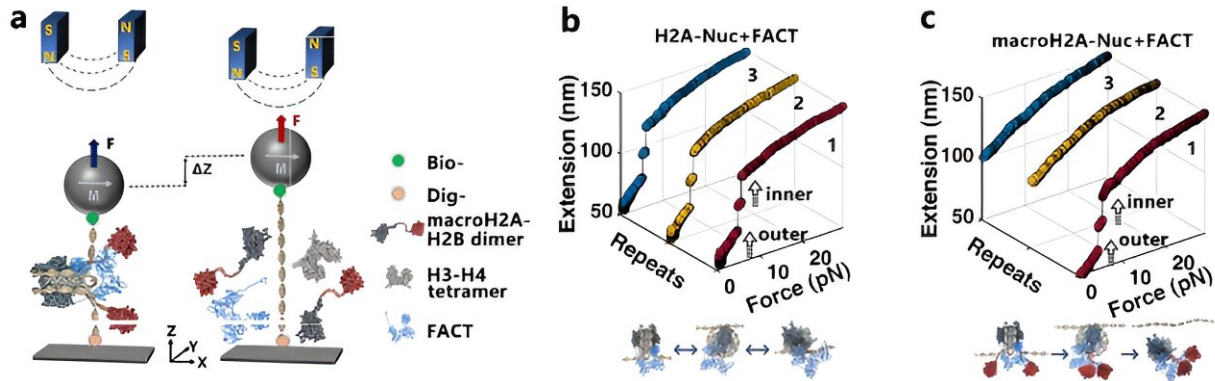 a
S
N
N
S
S
N
N
S
F
F
ΔZ
M
M
Bio-
Dig-
macroH2A-
H2B dimer
H3-H4
tetramer
FACT
Z
Y
X
b
H2A-Nuc+FACT
150
100
50
Extension (nm)
3
2
1
inner
outer
Repeats
0
10
20
Force (pN)
c
macroH2A-Nuc+FACT
150
100
50
Extension (nm)
3
2
1
inner
outer
Repeats
0
10
20
Force (pN)